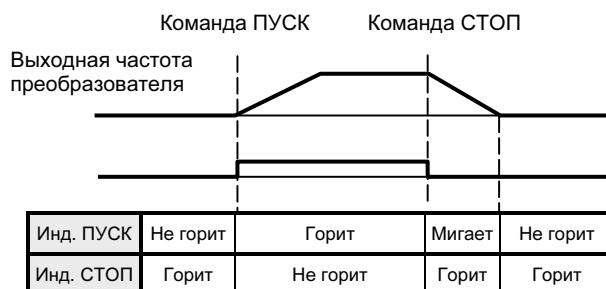 Команда ПУСК Команда СТОП
Выходная частота
преобразователя
Инд. ПУСК Не горит Горит Мигает Не горит
Инд. СТОП Горит Не горит Горит Горит